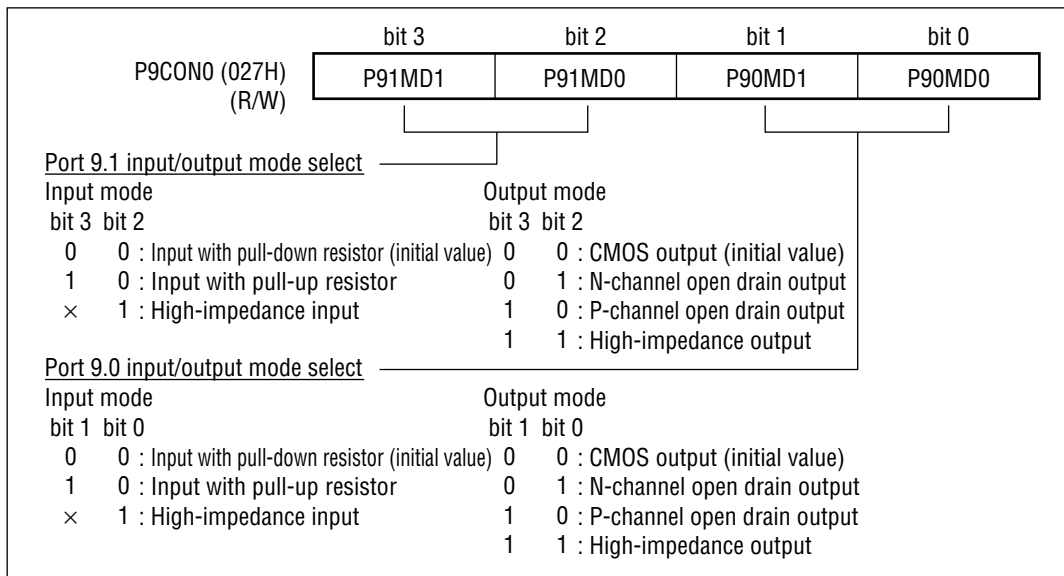 bit 3 bit 2 bit 1 bit 0
P9CON0 (027H) P91MD1 P91MD0 P90MD1 P90MD0
(R/W)
Port 9.1 input/output mode select
Input mode Output mode
bit 3 bit 2 bit 3 bit 2
0 0 : Input with pull-down resistor (initial value) 0 0 : CMOS output (initial value)
1 0 : Input with pull-up resistor 0 1 : N-channel open drain output
× 1 : High-impedance input 1 0 : P-channel open drain output
1 1 : High-impedance output
Port 9.0 input/output mode select
Input mode Output mode
bit 1 bit 0 bit 1 bit 0
0 0 : Input with pull-down resistor (initial value) 0 0 : CMOS output (initial value)
1 0 : Input with pull-up resistor 0 1 : N-channel open drain output
× 1 : High-impedance input 1 0 : P-channel open drain output
1 1 : High-impedance output